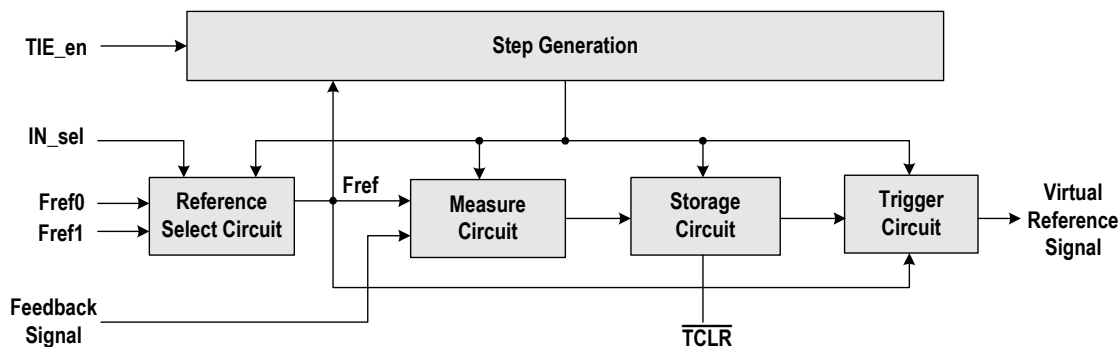 Step Generation
TIE_en
IN_sel
Fref0
Fref1
Reference
Select Circuit
Fref
Measure
Circuit
Storage
Circuit
Trigger
Circuit
Virtual
Reference
Signal
Feedback
Signal
TCLR